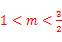 1 < m < 3/2